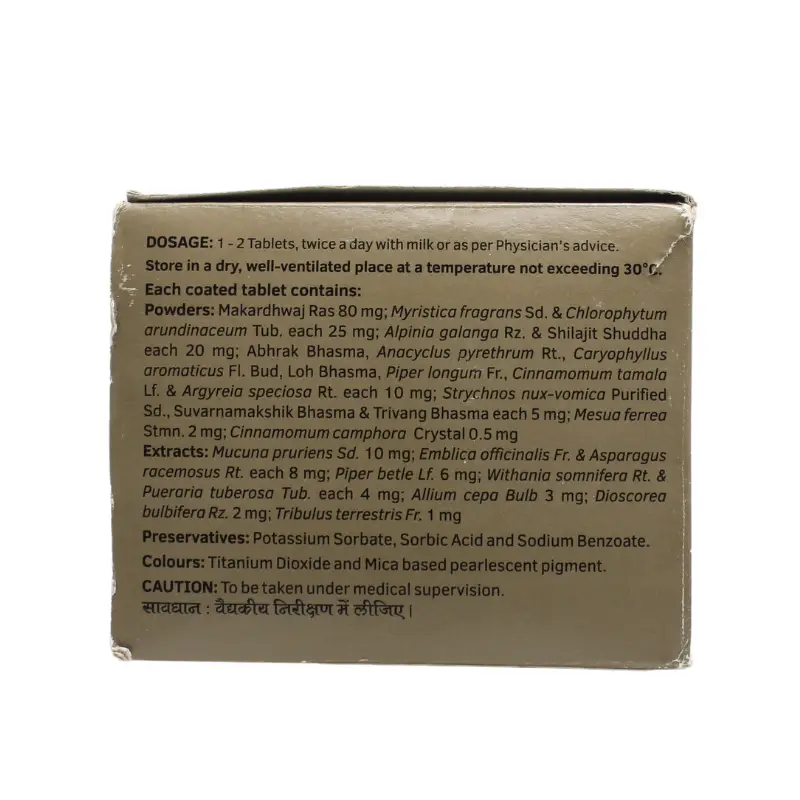 DOSAGE: 1 - 2 Tablets, twice a day with milk or as per Physician's advice.
Store in a dry, well-ventilated place at a temperature not exceeding 30°C.
Each coated tablet contains:
Powders: Makardhwaj Ras 80 mg; Myristica fragrans Sd. & Chlorophytum
arundinaceum Tub. each 25 mg; Alpinia galanga Rz. & Shilajit Shuddha
each 20 mg; Abhrak Bhasma, Anacyclus pyrethrum Rt., Caryophyllus
aromaticus Fl. Bud, Loh Bhasma, Piper longum Fr., Cinnamomum tamala
Lf. & Argyreia speciosa Rt. each 10 mg; Strychnos nux-vomica Purified
Sd., Suvarnamakshik Bhasma & Trivang Bhasma each 5 mg; Mesua ferrea
Stmn. 2 mg; Cinnamomum camphora Crystal 0.5 mg
Extracts: Mucuna pruriens Sd. 10 mg; Emblica officinalis Fr. & Asparagus
racemosus Rt. each 8 mg; Piper betle Lf. 6 mg; Withania somnifera Rt. &
Pueraria tuberosa Tub. each 4 mg; Allium cepa Bulb 3 mg; Dioscorea
bulbifera Rz. 2 mg; Tribulus terrestris Fr. 1 mg
Preservatives: Potassium Sorbate, Sorbic Acid and Sodium Benzoate.
Colours: Titanium Dioxide and Mica based pearlescent pigment.
CAUTION: To be taken under medical supervision.
सावधान : वैद्यकीय निरीक्षण में लीजिए।